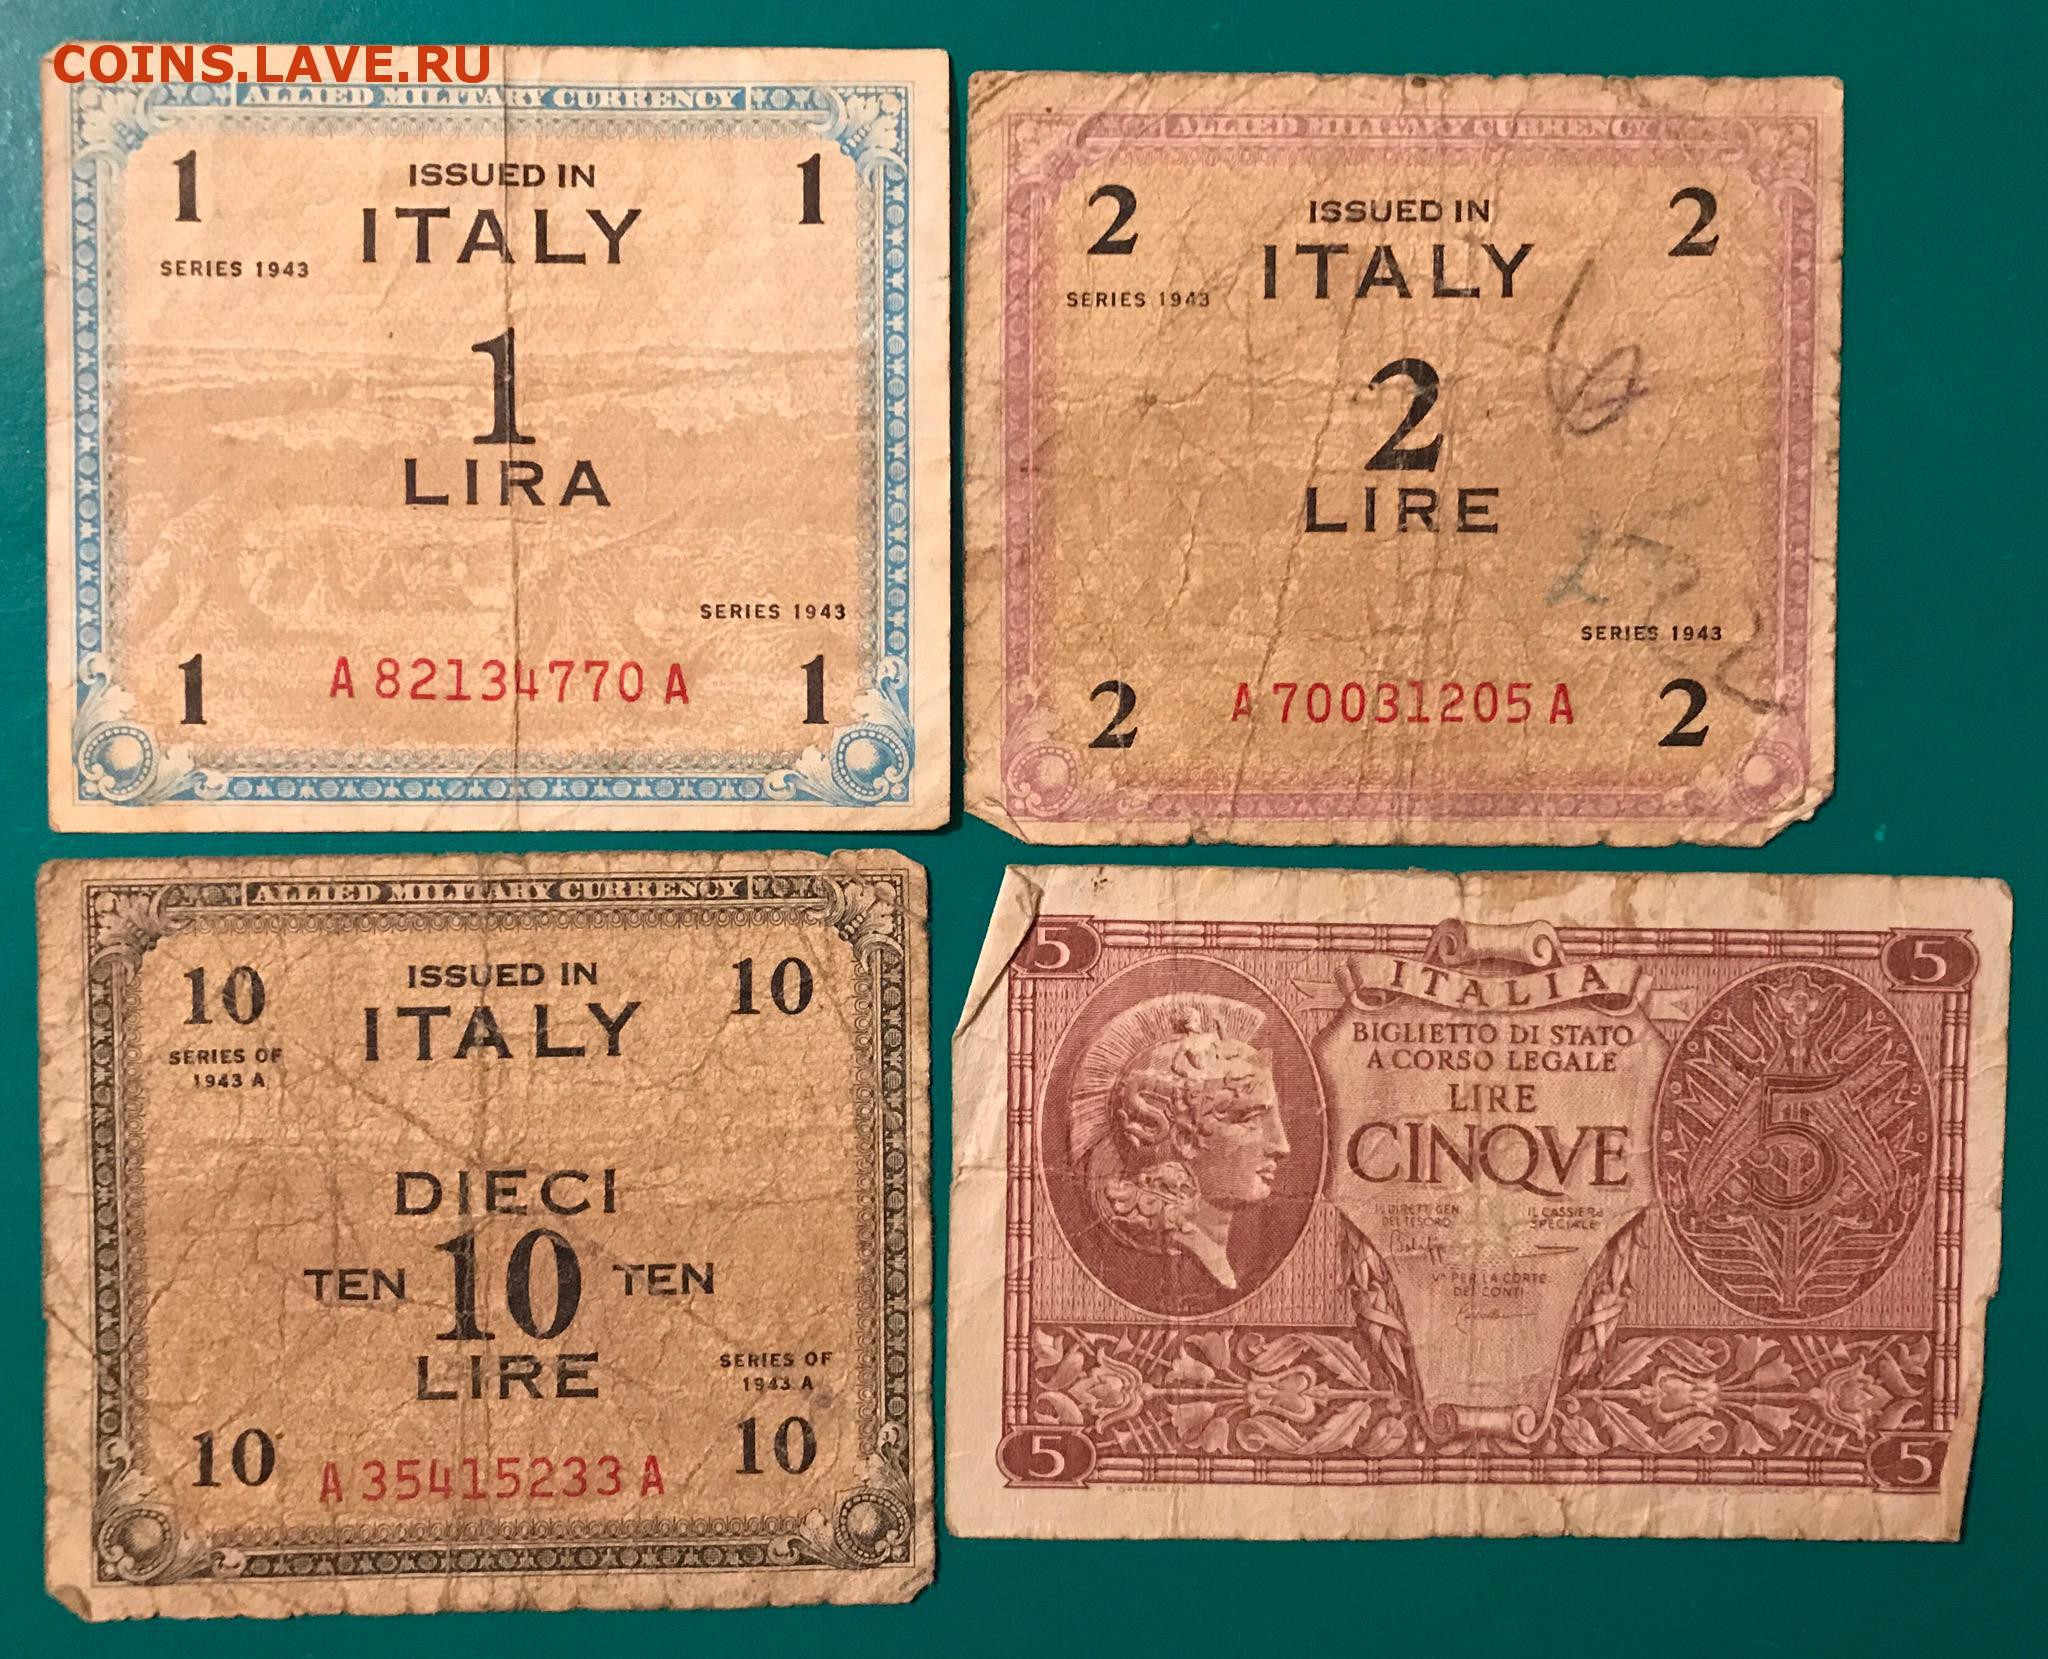 COINS.LAVE.RU
ALLIED MILITARY CURRENCY
1 ISSUED IN 1
ITALY
SERIES 1943
1
LIRA
SERIES 1943
1 A 82134770 A 1
ALLIED MILITARY CURRENCY
2 ISSUED IN 2
ITALY
SERIES 1943
2
LIRE
SERIES 1943
2 A 70031205 A 2
ALLIED MILITARY CURRENCY
10 ISSUED IN 10
ITALY
SERIES OF
1943 A
DIECI
TEN 10 TEN
LIRE
SERIES OF
1943 A
10 A 35415233 A 10
5 ITALIA 5
BIGLIETTO DI STATO
A CORSO LEGALE
LIRE
CINQVE
5
IL DIRETT. GEN. IL CASSIERE
DEL TESORO SPECIALE
V° PER LA CORTE
DEI CONTI
5 5